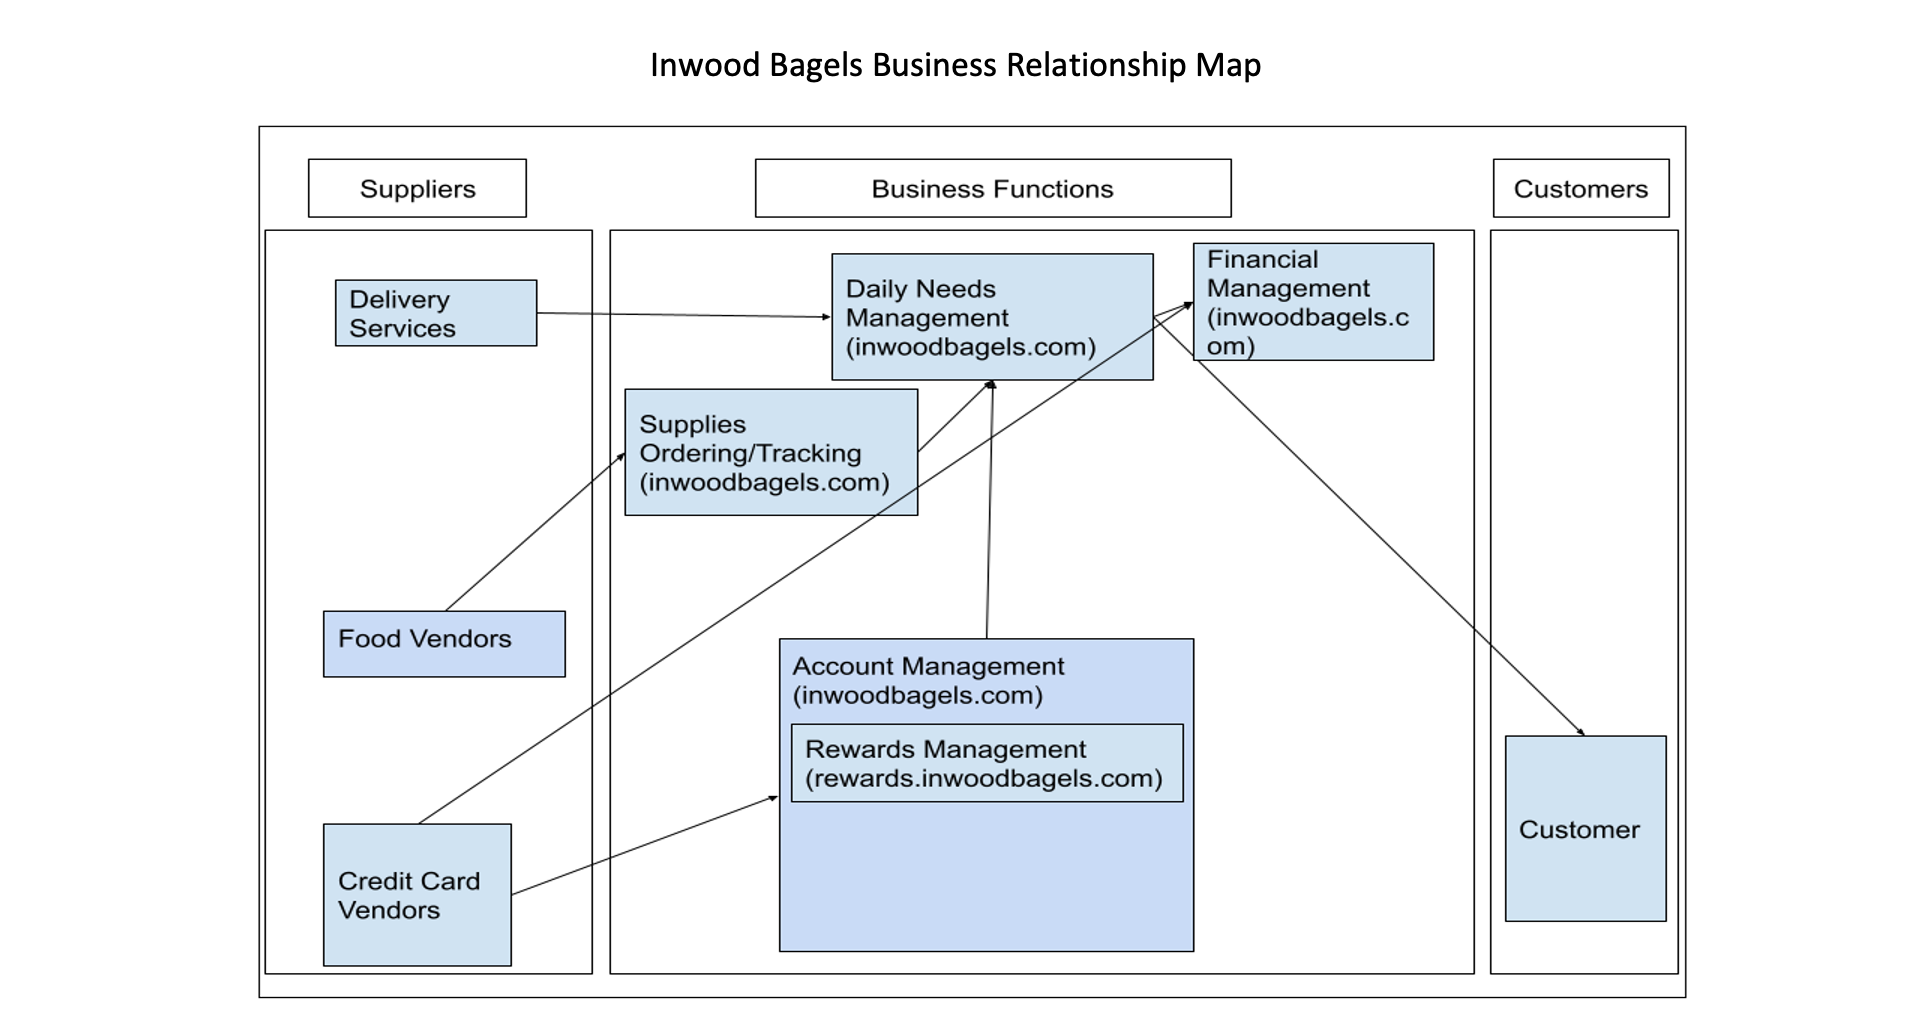 Inwood Bagels Business Relationship Map
Suppliers
Business Functions
Customers
Delivery
Services
Daily Needs
Management
(inwoodbagels.com)
Financial
Management
(inwoodbagels.c
om)
Supplies
Ordering/Tracking
(inwoodbagels.com)
Food Vendors
Account Management
(inwoodbagels.com)
Rewards Management
(rewards.inwoodbagels.com)
Credit Card
Vendors
Customer